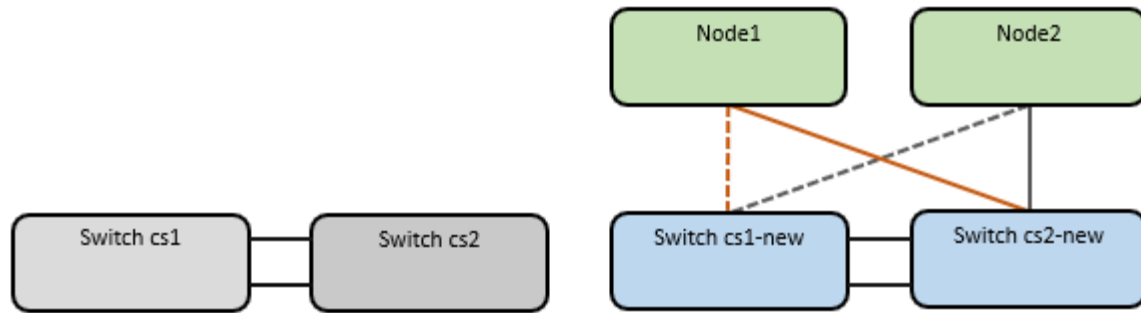 Node1
Node2
Switch cs1
Switch cs2
Switch cs1-new
Switch cs2-new